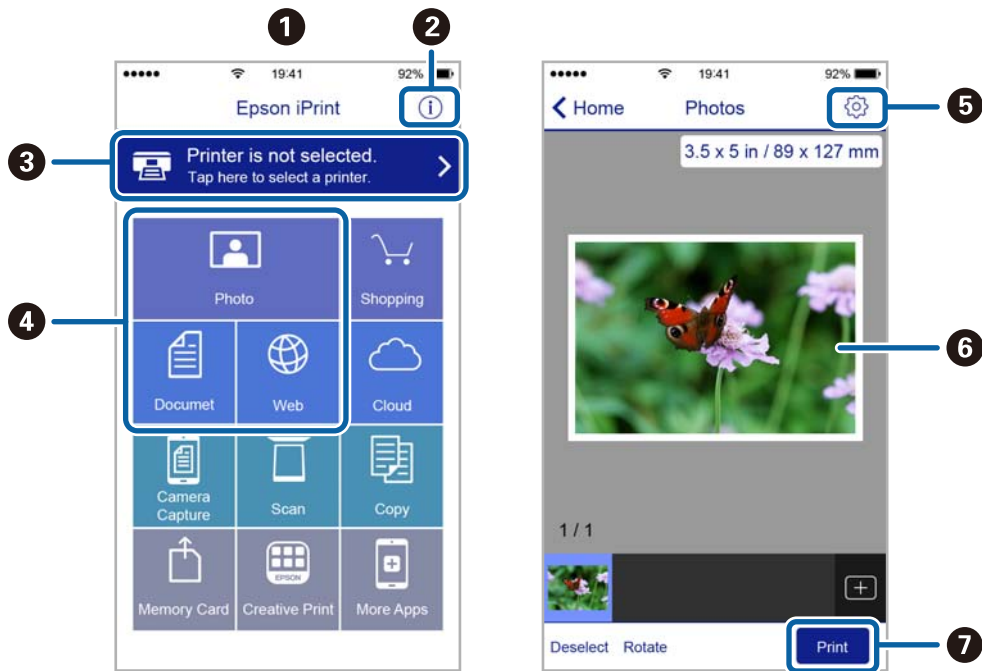 1
2
19:41 92%
Epson iPrint
3
Printer is not selected.
Tap here to select a printer.
4
Photo Shopping
Documet Web Cloud
Camera
Capture Scan Copy
EPSON
Memory Card Creative Print More Apps
19:41 92%
Home Photos
5
3.5 x 5 in / 89 x 127 mm
6
1 / 1
Deselect Rotate Print
7